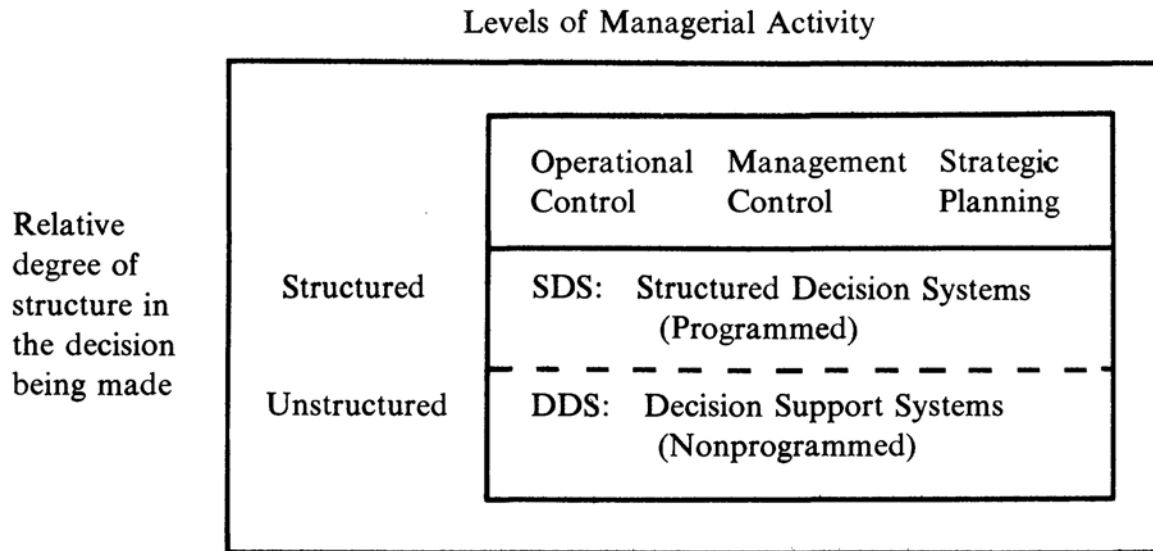 Levels of Managerial Activity
Operational Management Strategic
Control Control Planning
Relative
degree of
structure in
the decision
being made
Structured
SDS: Structured Decision Systems
(Programmed)
Unstructured
DDS: Decision Support Systems
(Nonprogrammed)